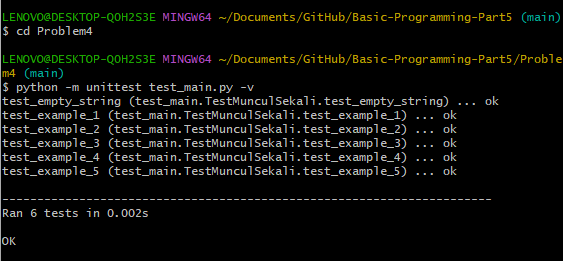 LENOVO@DESKTOP-QOH2S3E MINGW64 ~/Documents/GitHub/Basic-Programming-Part5 (main)
$ cd Problem4

LENOVO@DESKTOP-QOH2S3E MINGW64 ~/Documents/GitHub/Basic-Programming-Part5/Proble
m4 (main)
$ python -m unittest test_main.py -v
test_empty_string (test_main.TestMunculSekali.test_empty_string) ... ok
test_example_1 (test_main.TestMunculSekali.test_example_1) ... ok
test_example_2 (test_main.TestMunculSekali.test_example_2) ... ok
test_example_3 (test_main.TestMunculSekali.test_example_3) ... ok
test_example_4 (test_main.TestMunculSekali.test_example_4) ... ok
test_example_5 (test_main.TestMunculSekali.test_example_5) ... ok

----------------------------------------------------------------------
Ran 6 tests in 0.002s

OK